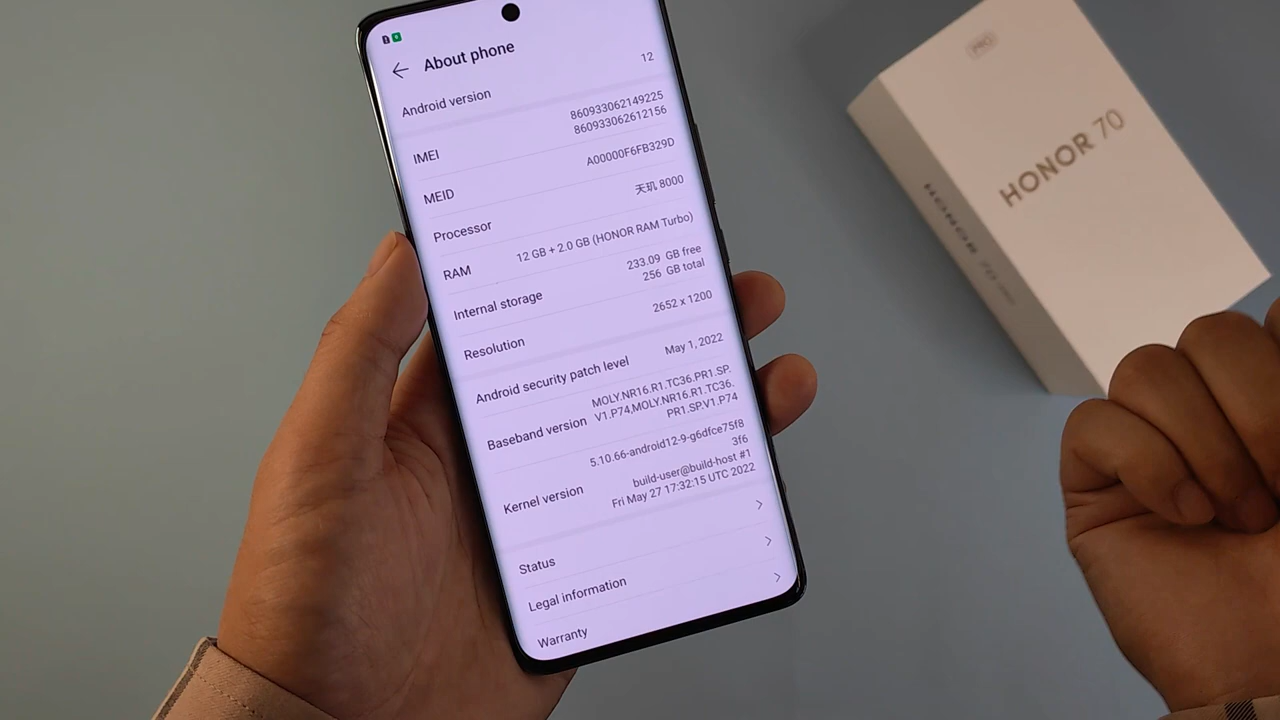 About phone
Android version
12
IMEI
860933062149225
860933062612156
MEID
A00000F6FB329D
Processor
天玑 8000
RAM
12 GB + 2.0 GB (HONOR RAM Turbo)
Internal storage
233.09 GB free
256 GB total
Resolution
2652 x 1200
Android security patch level
May 1, 2022
Baseband version
MOLY.NR16.R1.TC36.PR1.SP.
V1.P74,MOLY.NR16.R1.TC36.
PR1.SP.V1.P74
Kernel version
5.10.66-android12-9-g6dfce75f8
3f6
build-user@build-host #1
Fri May 27 17:32:15 UTC 2022
Status
Legal information
Warranty
PRO
HONOR 70
HONOR 70